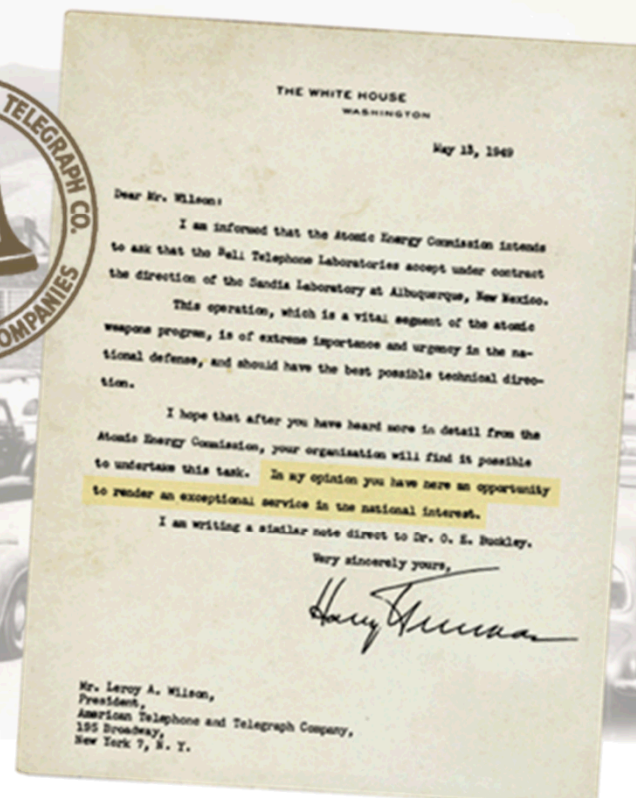 TELEGRAPH CO.
COMPANIES
THE WHITE HOUSE
WASHINGTON
May 13, 1949
Dear Mr. Wilson:
I am informed that the Atomic Energy Commission intends
to ask that the Bell Telephone Laboratories accept under contract
the direction of the Sandia Laboratory at Albuquerque, New Mexico.
This operation, which is a vital segment of the atomic
weapons program, is of extreme importance and urgency in the na-
tional defense, and should have the best possible technical direc-
tion.
I hope that after you have heard more in detail from the
Atomic Energy Commission, your organization will find it possible
to undertake this task. In my opinion you have here an opportunity
to render an exceptional service in the national interest.
I am writing a similar note direct to Dr. O. E. Buckley.
Very sincerely yours,
Harry Truman
Mr. Leroy A. Wilson,
President,
American Telephone and Telegraph Company,
195 Broadway,
New York 7, N. Y.